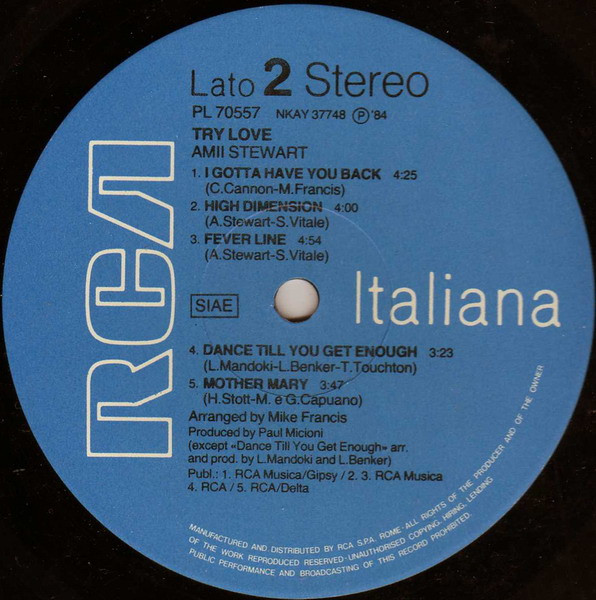 Lato 2 Stereo
PL 70557 NKAY 37748 Ⓟ'84
TRY LOVE
AMII STEWART
1. I GOTTA HAVE YOU BACK 4:25
(C.Cannon-M.Francis)
2. HIGH DIMENSION 4:00
(A.Stewart-S.Vitale)
3. FEVER LINE 4:54
(A.Stewart-S.Vitale)
RCA
SIAE
Italiana
4. DANCE TILL YOU GET ENOUGH 3:23
(L.Mandoki-L.Benker-T.Touchton)
5. MOTHER MARY 3:47
(H.Stott-M. e G.Capuano)
Arranged by Mike Francis
Produced by Paul Micioni
(except «Dance Till You Get Enough» arr.
and prod. by L.Mandoki and L.Benker)
Publ.: 1. RCA Musica/Gipsy / 2. 3. RCA Musica
4. RCA / 5. RCA/Delta
MANUFACTURED AND DISTRIBUTED BY RCA S.P.A. ROME-ALL RIGHTS OF THE PRODUCER AND OF THE OWNER
OF THE WORK REPRODUCED RESERVED-UNAUTHORISED COPYING, HIRING, LENDING
PUBLIC PERFORMANCE AND BROADCASTING OF THIS RECORD PROHIBITED.